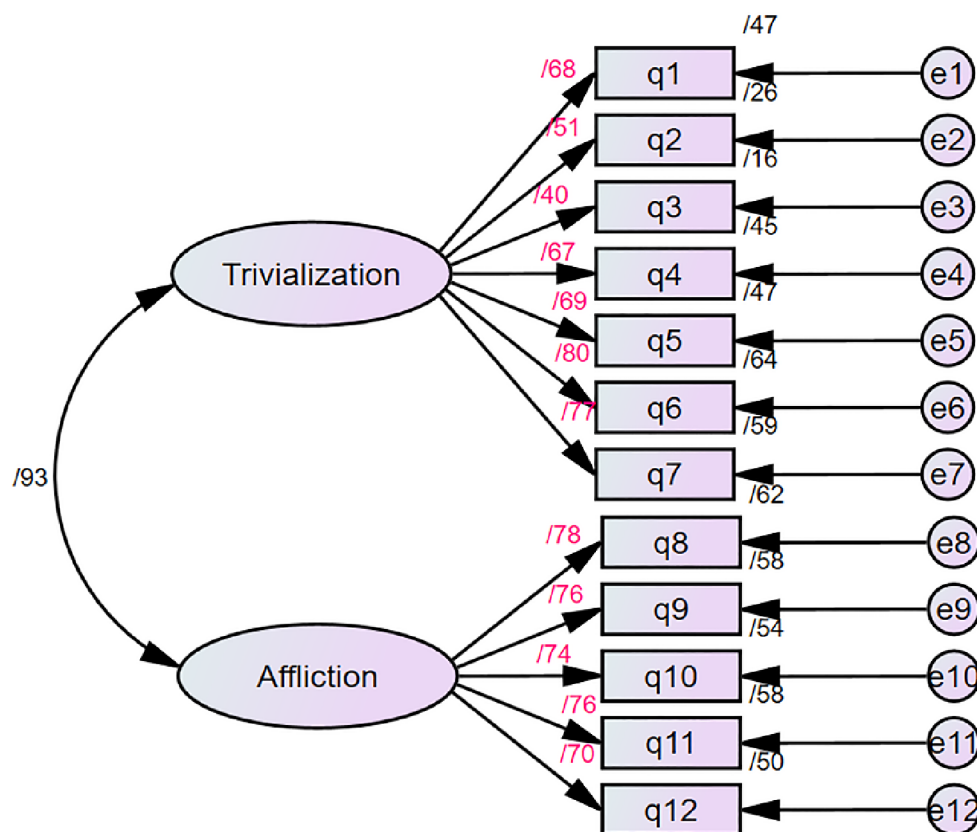 /47
/68 q1 e1
/26
/51 q2 e2
/16
/40 q3 e3
/45
/67 q4 e4
Trivialization
/47
/69 q5 e5
/64
/80 q6 e6
/59
/77 q7 e7
/93
/62
/78 q8 e8
/58
/76 q9 e9
/54
/74 q10 e10
Affliction
/58
/76 q11 e11
/50
/70 q12 e12